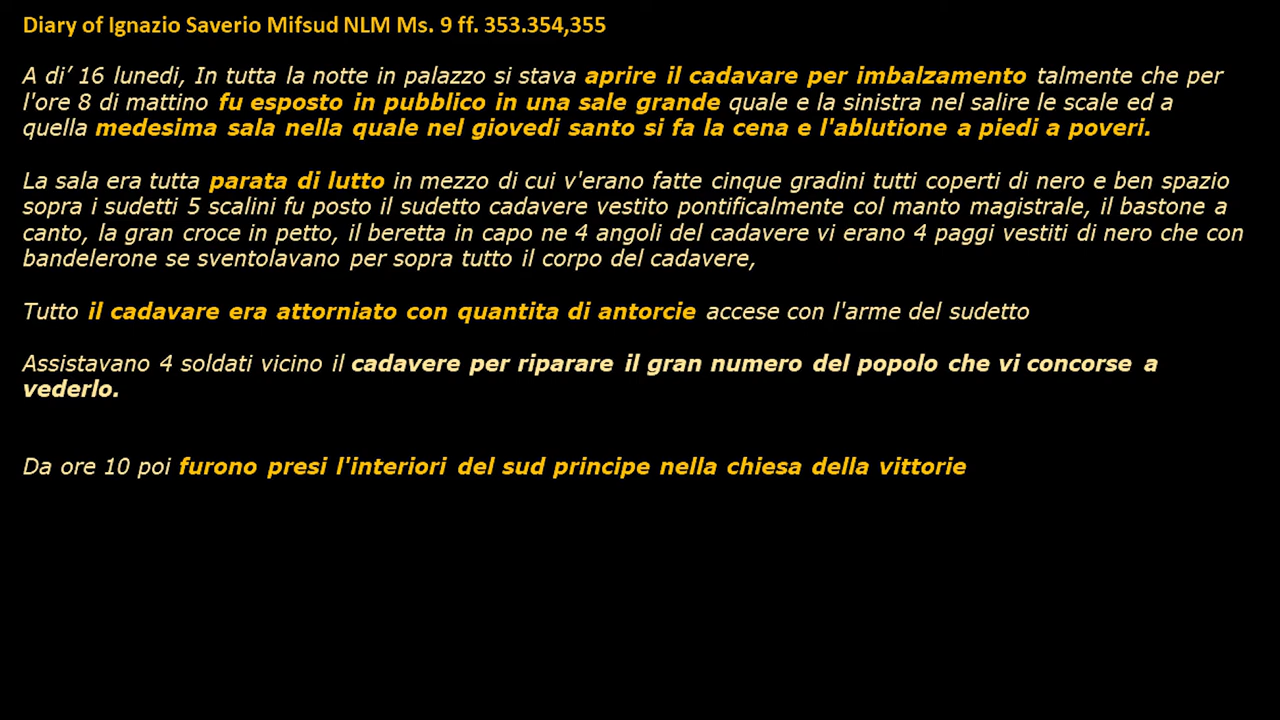 Diary of Ignazio Saverio Mifsud NLM Ms. 9 ff. 353.354,355
A di’ 16 lunedi, In tutta la notte in palazzo si stava aprire il cadavare per imbalzamento talmente che per
l'ore 8 di mattino fu esposto in pubblico in una sale grande quale e la sinistra nel salire le scale ed a
quella medesima sala nella quale nel giovedi santo si fa la cena e l'ablutione a piedi a poveri.
La sala era tutta parata di lutto in mezzo di cui v'erano fatte cinque gradini tutti coperti di nero e ben spazio
sopra i sudetti 5 scalini fu posto il sudetto cadavere vestito pontificalmente col manto magistrale, il bastone a
canto, la gran croce in petto, il beretta in capo ne 4 angoli del cadavere vi erano 4 paggi vestiti di nero che con
bandelerone se sventolavano per sopra tutto il corpo del cadavere,
Tutto il cadavare era attorniato con quantita di antorcie accese con l'arme del sudetto
Assistavano 4 soldati vicino il cadavere per riparare il gran numero del popolo che vi concorse a
vederlo.
Da ore 10 poi furono presi l'interiori del sud principe nella chiesa della vittorie